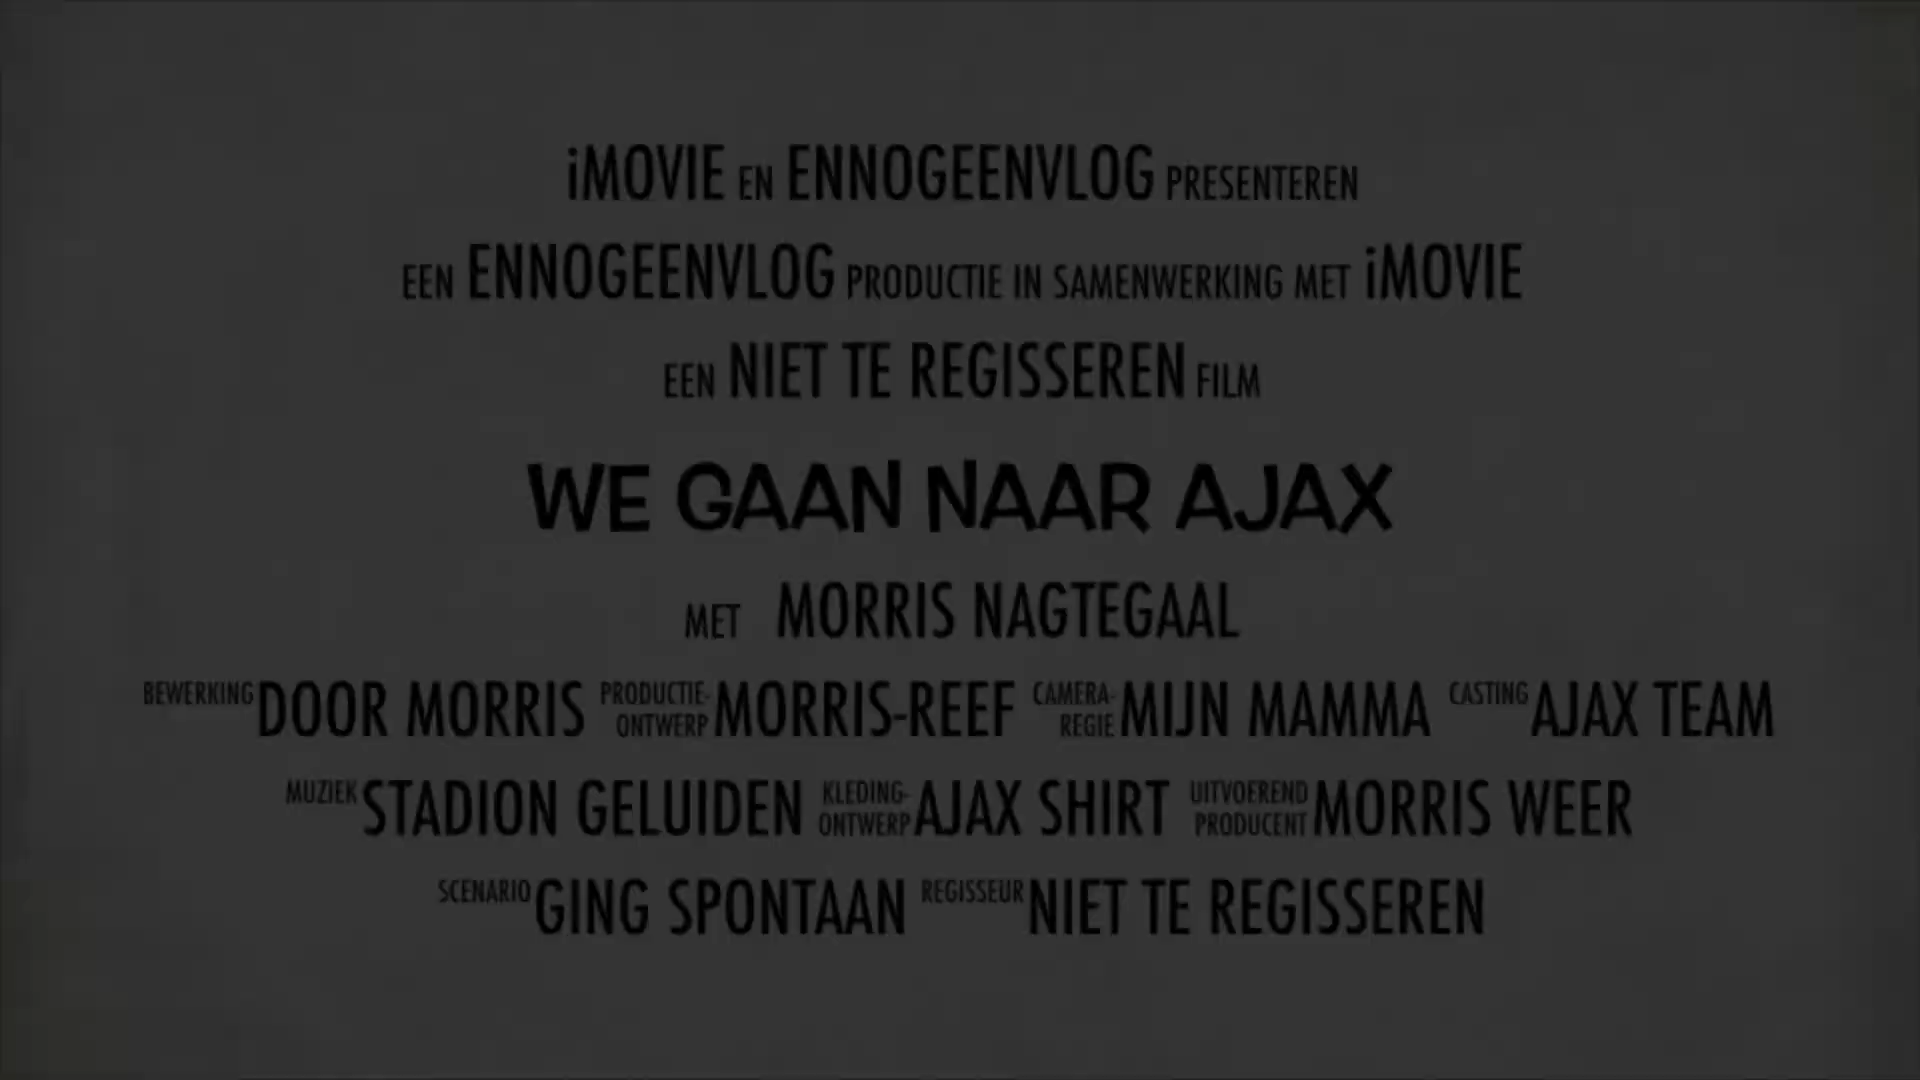 iMOVIE EN ENNOGEENVLOG PRESENTEREN
EEN ENNOGEENVLOG PRODUCTIE IN SAMENWERKING MET iMOVIE
EEN NIET TE REGISSEREN FILM
WE GAAN NAAR AJAX
MET MORRIS NAGTEGAAL
BEWERKING DOOR MORRIS PRODUCTIE-ONTWERP MORRIS-REEF CAMERA-REGIE MIJN MAMMA CASTING AJAX TEAM
MUZIEK STADION GELUIDEN KLEDING-ONTWERP AJAX SHIRT UITVOEREND PRODUCENT MORRIS WEER
SCENARIO GING SPONTAAN REGISSEUR NIET TE REGISSEREN